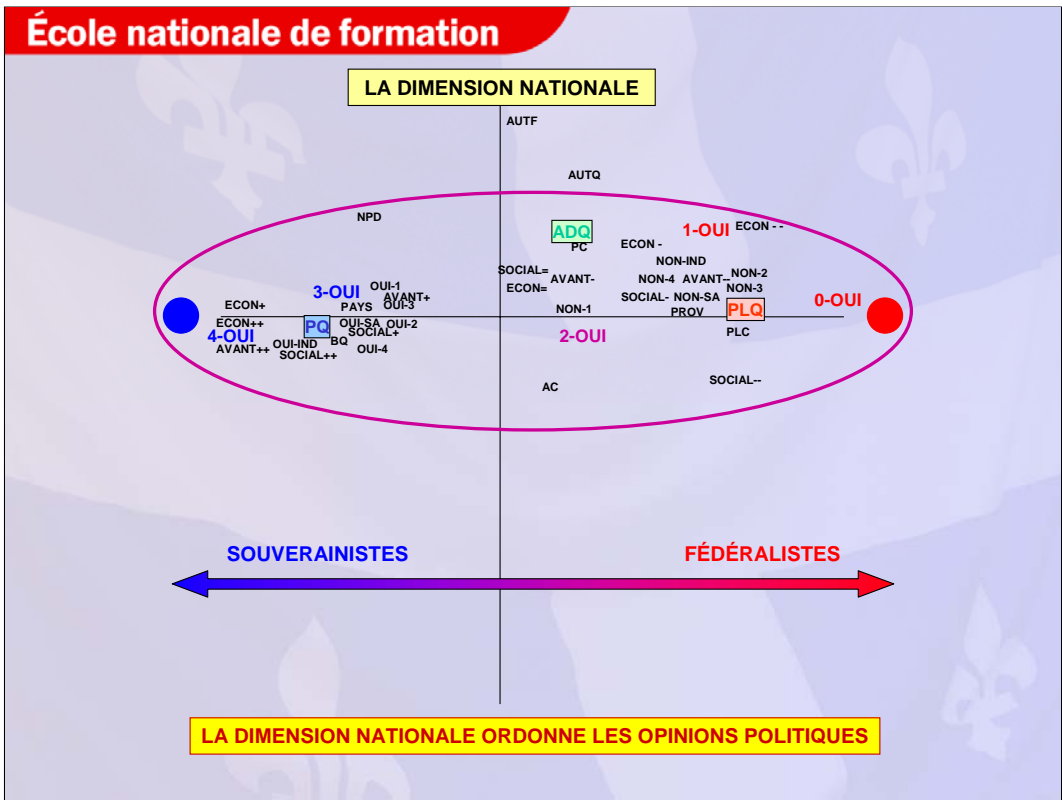 École nationale de formation
LA DIMENSION NATIONALE
AUTF
AUTQ
NPD
ADQ
PC
1-OUI
ECON - -
ECON -
NON-IND
SOCIAL=
AVANT-
NON-4
AVANT--
NON-2
ECON=
NON-3
3-OUI
OUI-1
AVANT+
SOCIAL-
NON-SA
0-OUI
ECON+
PAYS
OUI-3
NON-1
PROV
PLQ
ECON++
PQ
OUI-SA
OUI-2
4-OUI
BQ
SOCIAL+
2-OUI
PLC
AVANT++
OUI-IND
SOCIAL++
OUI-4
AC
SOCIAL--
SOUVERAINISTES
FÉDÉRALISTES
LA DIMENSION NATIONALE ORDONNE LES OPINIONS POLITIQUES